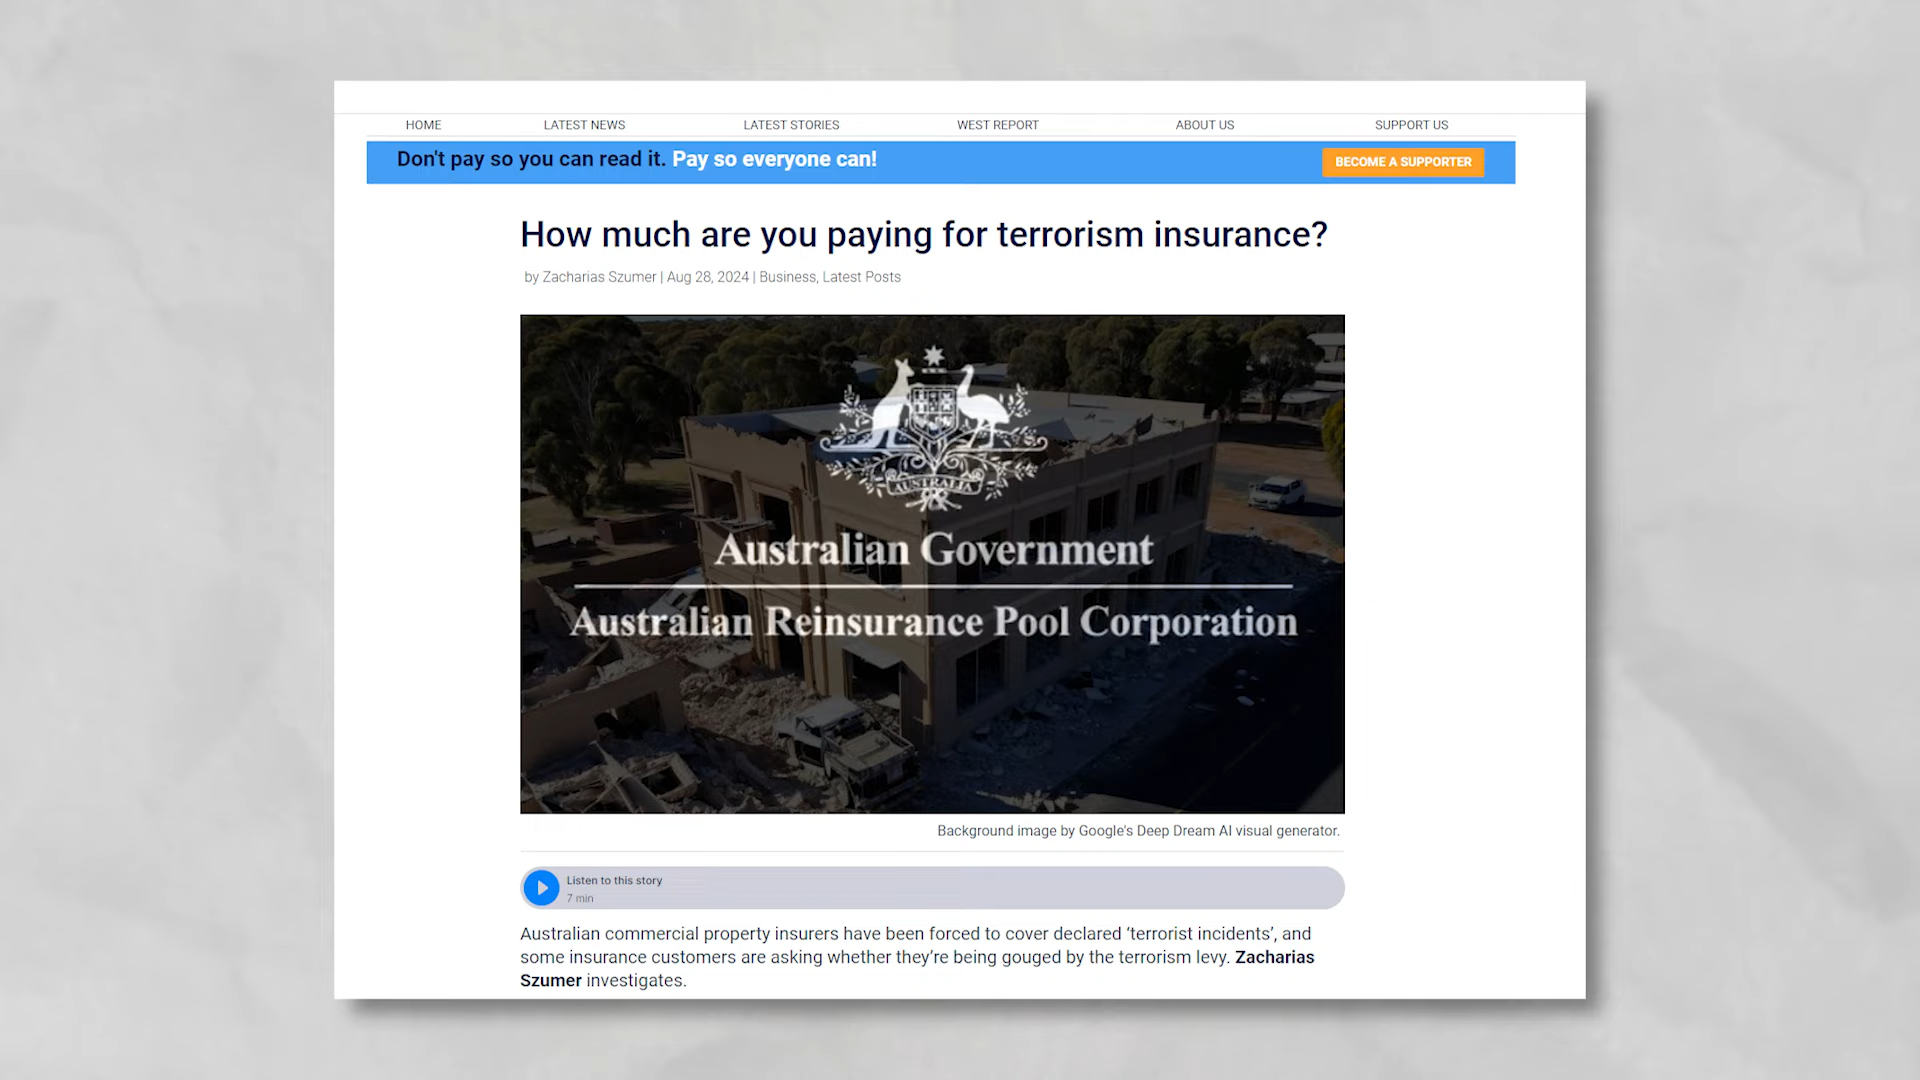 HOME LATEST NEWS LATEST STORIES WEST REPORT ABOUT US SUPPORT US
Don't pay so you can read it. Pay so everyone can!
BECOME A SUPPORTER
How much are you paying for terrorism insurance?
by Zacharias Szumer | Aug 28, 2024 | Business, Latest Posts
AUSTRALIA
Australian Government
Australian Reinsurance Pool Corporation
Background image by Google's Deep Dream AI visual generator.
Listen to this story
7 min
Australian commercial property insurers have been forced to cover declared ‘terrorist incidents’, and
some insurance customers are asking whether they’re being gouged by the terrorism levy. Zacharias
Szumer investigates.